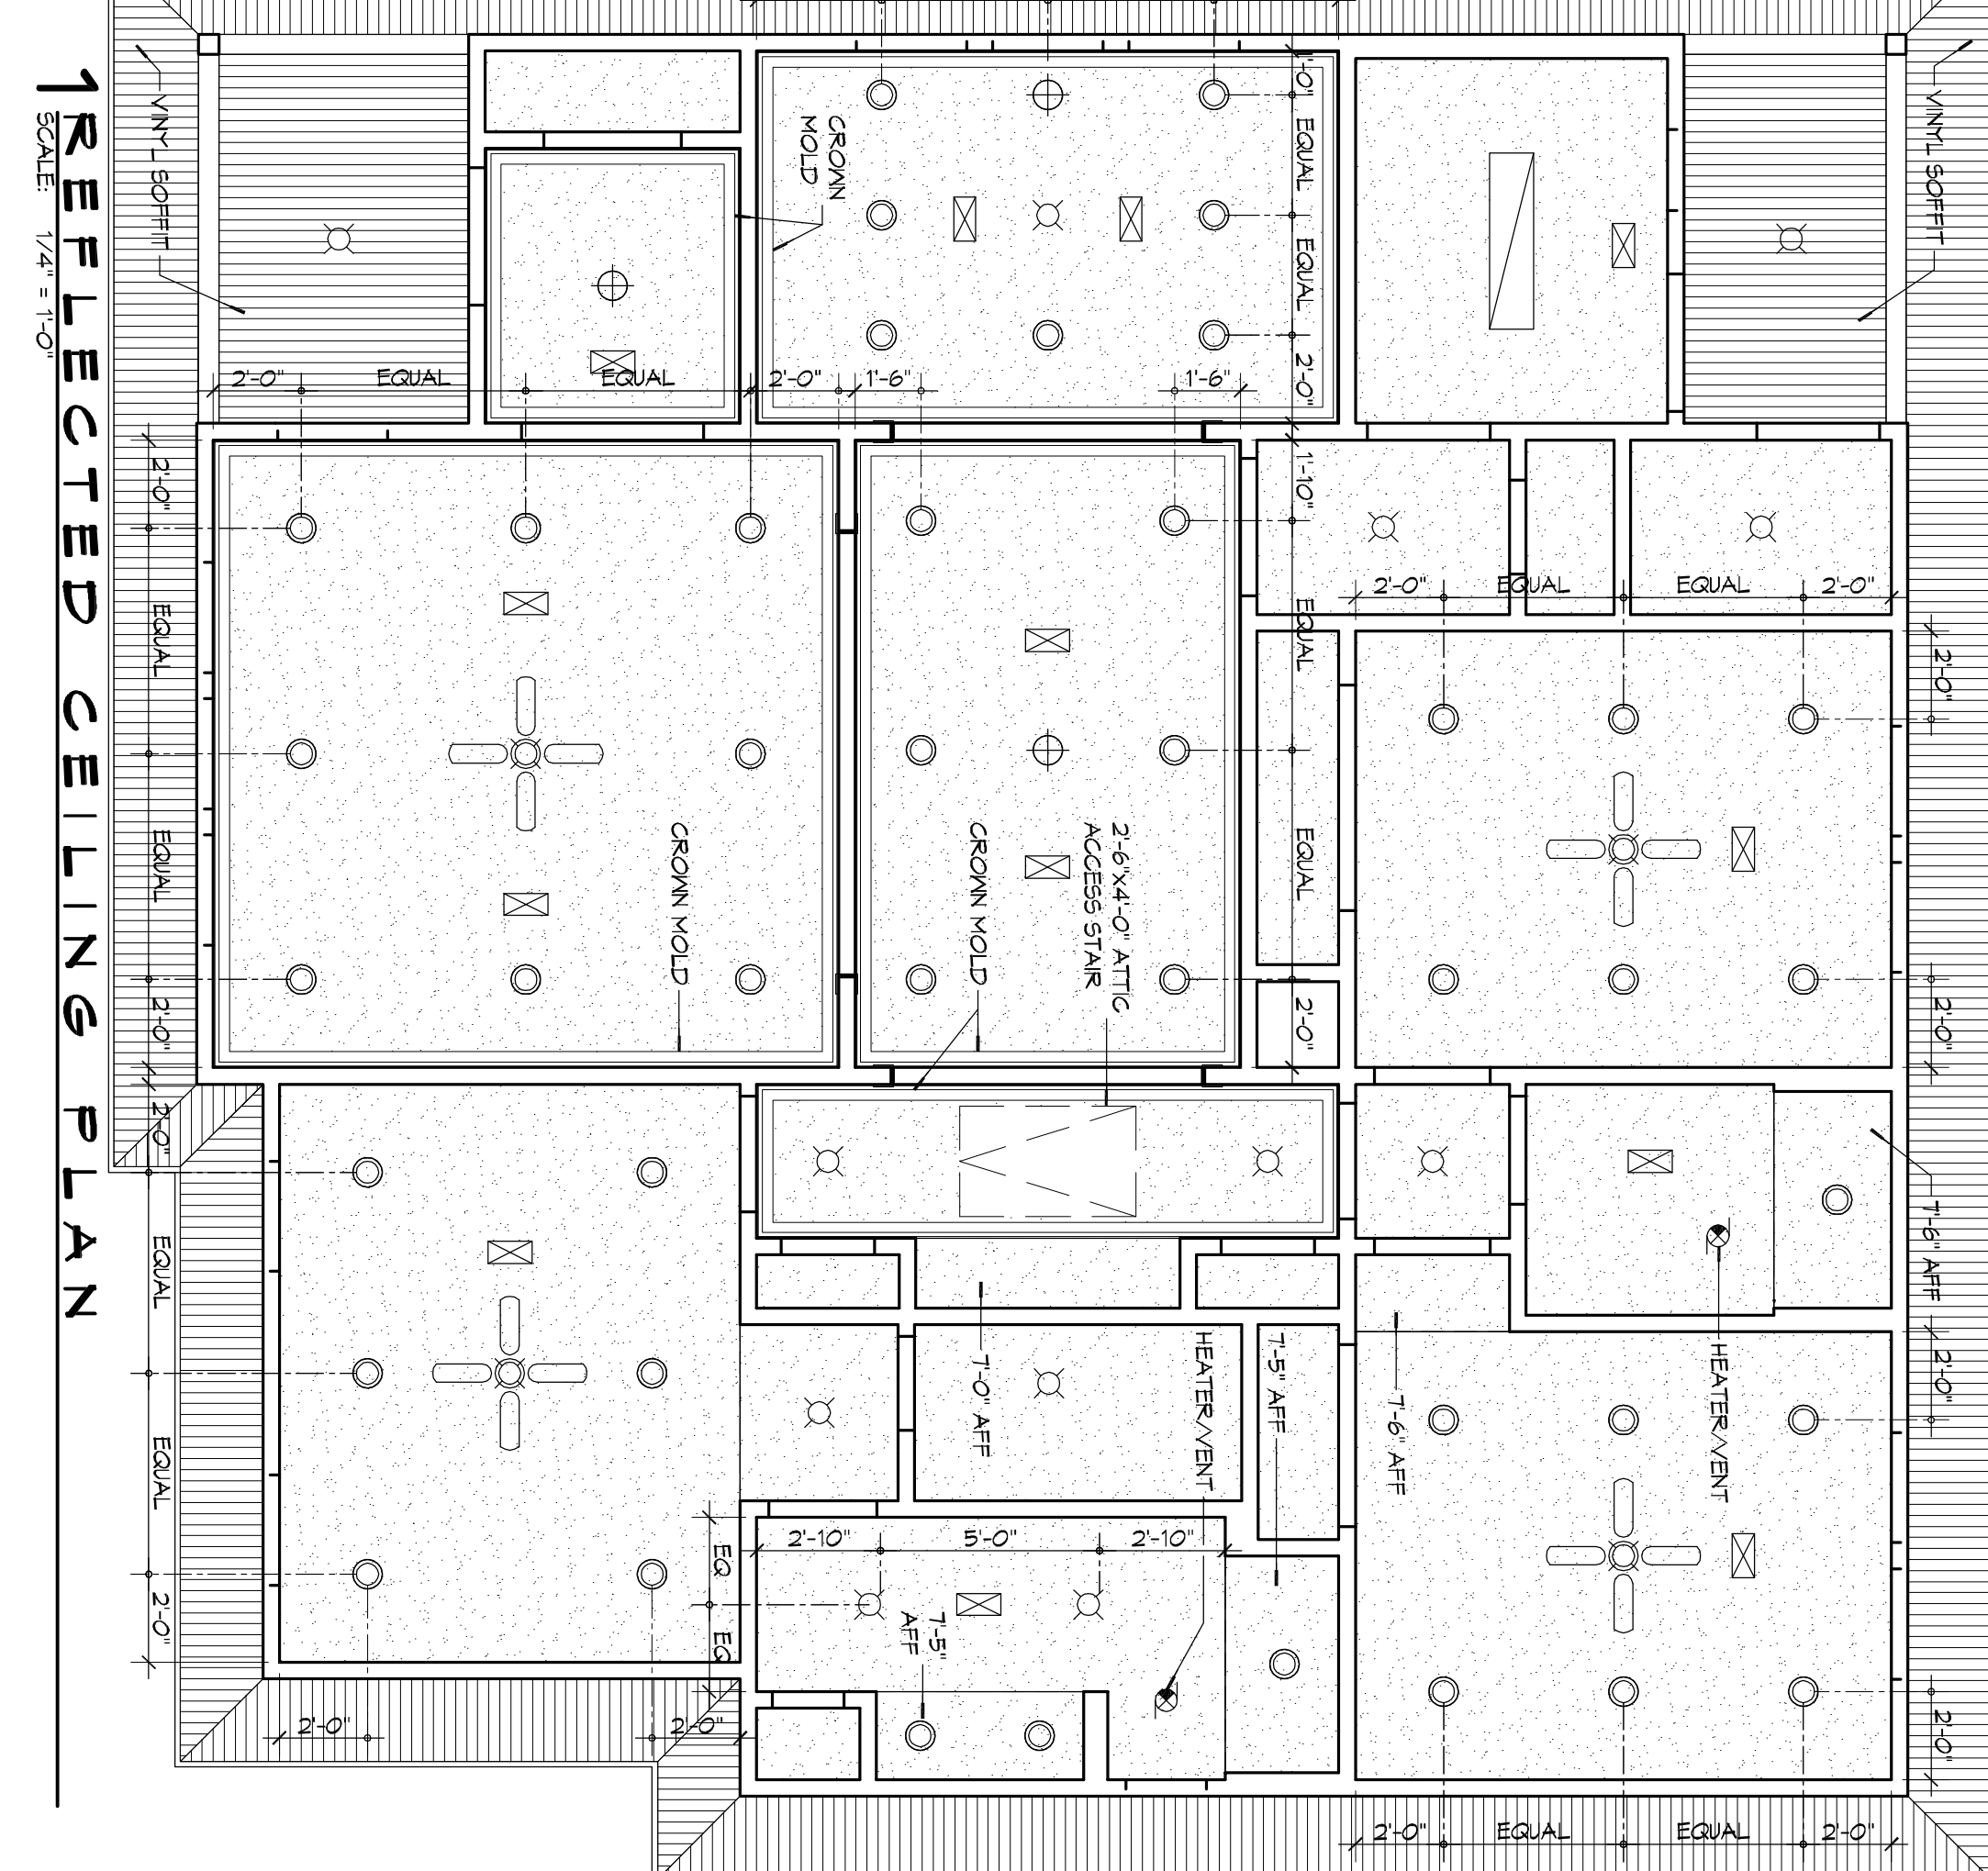 1 REFLECTED CEILING PLAN
SCALE: 1/4" = 1'-0"
VINYL SOFFIT
VINYL SOFFIT
CROWN
MOLD
1'-0"
EQUAL
EQUAL
2'-0"
2'-0"
EQUAL
EQUAL
2'-0"
1'-6"
1'-6"
2'-0"
EQUAL
EQUAL
2'-0"
1'-10"
EQUAL
EQUAL
2'-0"
2'-0"
EQUAL
EQUAL
2'-0"
2'-0"
2'-0"
CROWN MOLD
CROWN MOLD
2'-6"x4'-0" ATTIC
ACCESS STAIR
2'-0"
EQUAL
EQUAL
2'-0"
7'-6" AFF
HEATER/VENT
7'-6" AFF
7'-0" AFF
HEATER/VENT
7'-5" AFF
2'-0"
2'-0"
2'-10"
5'-0"
2'-10"
EQ
EQ
7'-5"
AFF
2'-0"
2'-0"
2'-0"
EQUAL
EQUAL
2'-0"